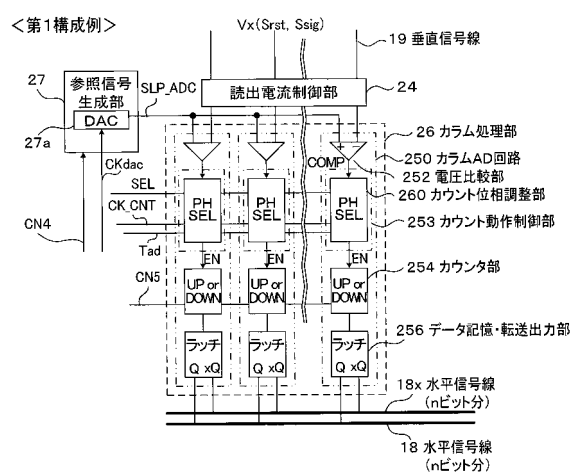 <第1構成例>
Vx(Srst, Ssig)
19 垂直信号線
27
参照信号
生成部
DAC
27a
SLP_ADC
読出電流制御部
24
26 カラム処理部
250 カラムAD回路
COMP
252 電圧比較部
260 カウント位相調整部
253 カウント動作制御部
CKdac
SEL
CK_CNT
Tad
CN4
PH
SEL
PH
SEL
PH
SEL
EN
EN
EN
CN5
UP or
DOWN
UP or
DOWN
UP or
DOWN
254 カウンタ部
ラッチ
Q xQ
ラッチ
Q xQ
ラッチ
Q xQ
256 データ記憶・転送出力部
18x 水平信号線
(nビット分)
18 水平信号線
(nビット分)